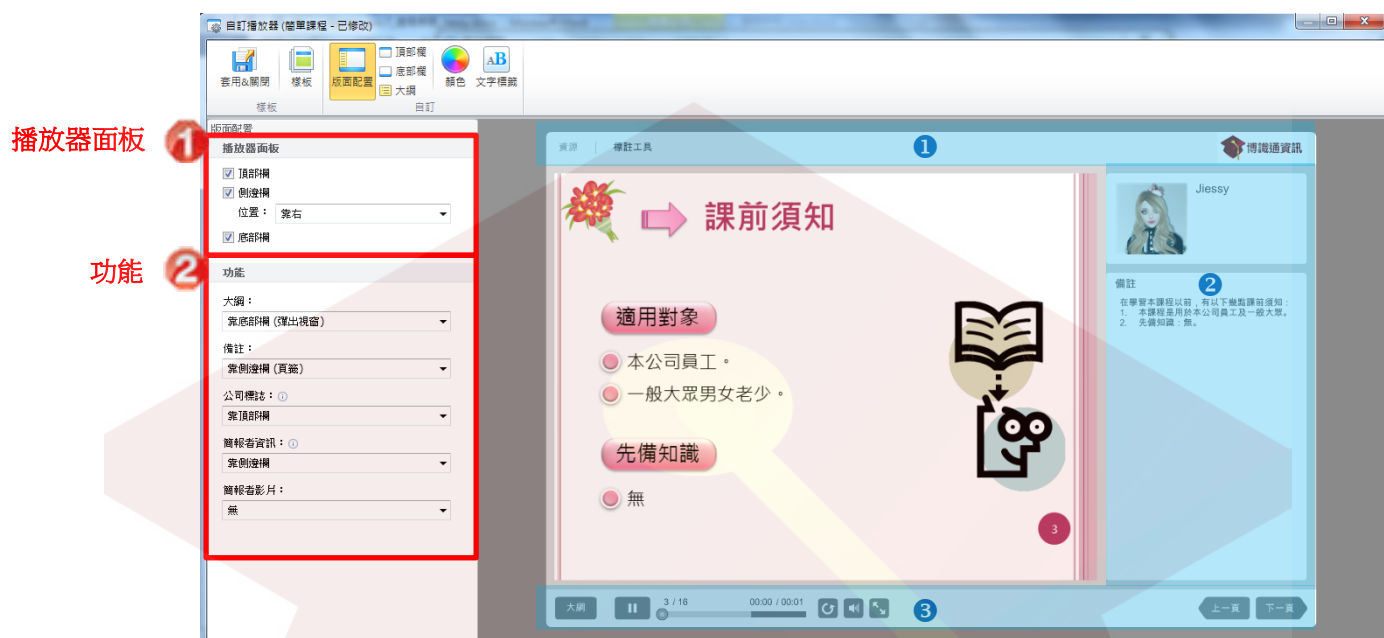 自訂播放器 (簡單課程 - 已修改)
套用&關閉
樣板
版面配置
頂部欄
底部欄
大綱
顏色
文字標籤
樣板
自訂
版面配置
播放器面板
1
播放器面板
頂部欄
側邊欄
位置：
靠右
底部欄
功能
2
功能
大綱：
靠底部欄 (彈出視窗)
備註：
靠側邊欄 (頁籤)
公司標誌：
靠頂部欄
簡報者資訊：
靠側邊欄
簡報者影片：
無
資源
標註工具
1
博識通資訊
課前須知
適用對象
本公司員工。
一般大眾男女老少。
先備知識
無
3
Jiessy
備註
2
在學習本課程以前，有以下幾點課前須知：
1. 本課程是用於本公司員工及一般大眾。
2. 先備知識：無。
大綱
3 / 16
00:00 / 00:01
3
上一頁
下一頁